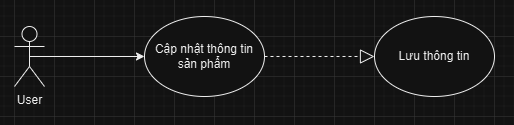 Cập nhật thông tin
sản phẩm
Lưu thông tin
User